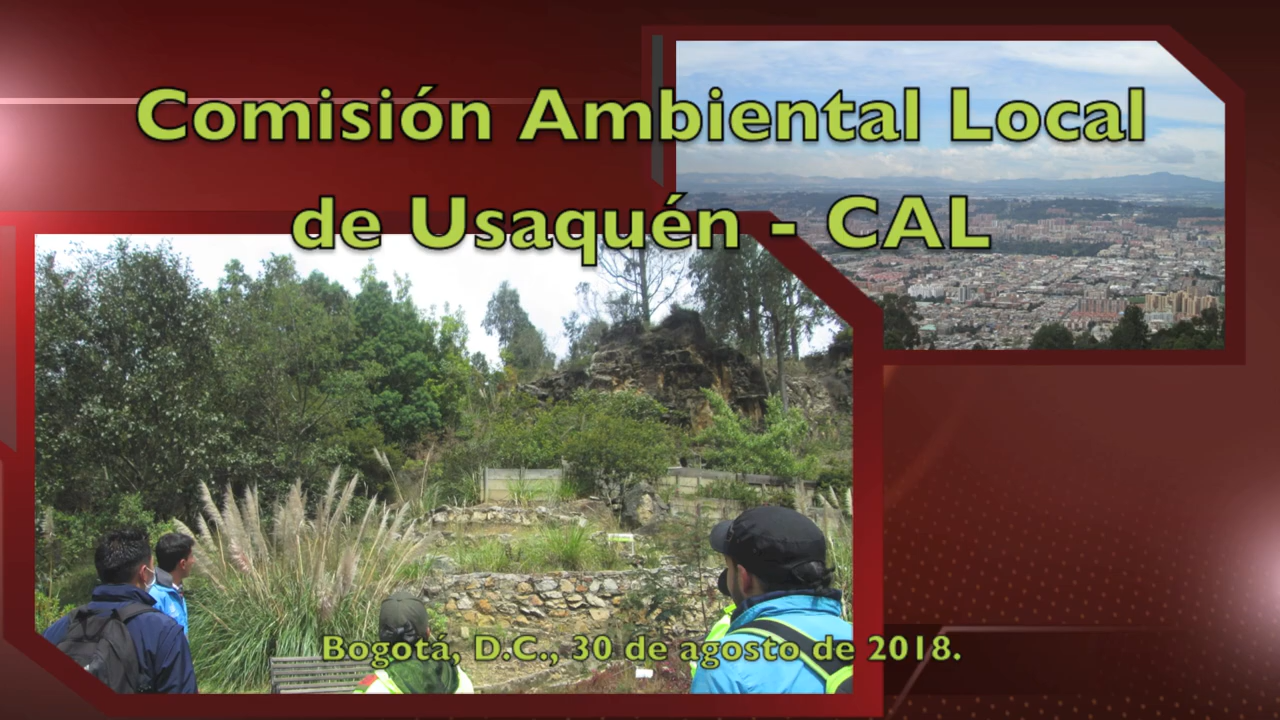 Comisión Ambiental Local
de Usaquén - CAL
Bogotá, D.C., 30 de agosto de 2018.